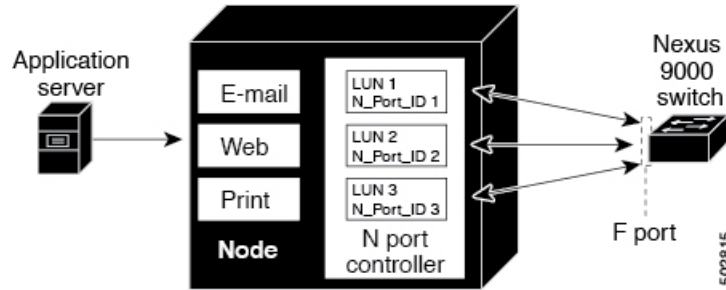 Application
server
E-mail
Web
Print
Node
LUN 1
N_Port_ID 1
LUN 2
N_Port_ID 2
LUN 3
N_Port_ID 3
N port
controller
Nexus
9000
switch
F port
502815